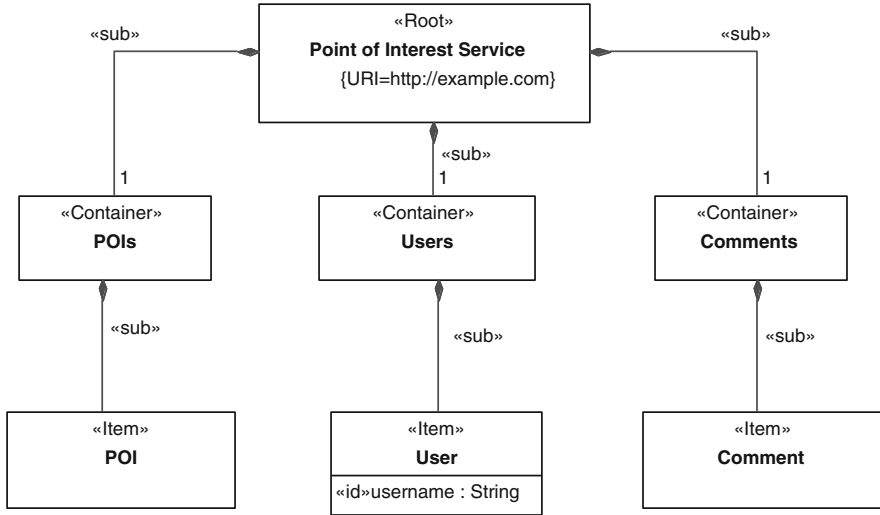 «Root»
Point of Interest Service
{URI=http://example.com}
«sub»
«sub»
«sub»
1
1
1
«Container»
POIs
«Container»
Users
«Container»
Comments
«sub»
«sub»
«sub»
«Item»
POI
«Item»
User
«id»username : String
«Item»
Comment